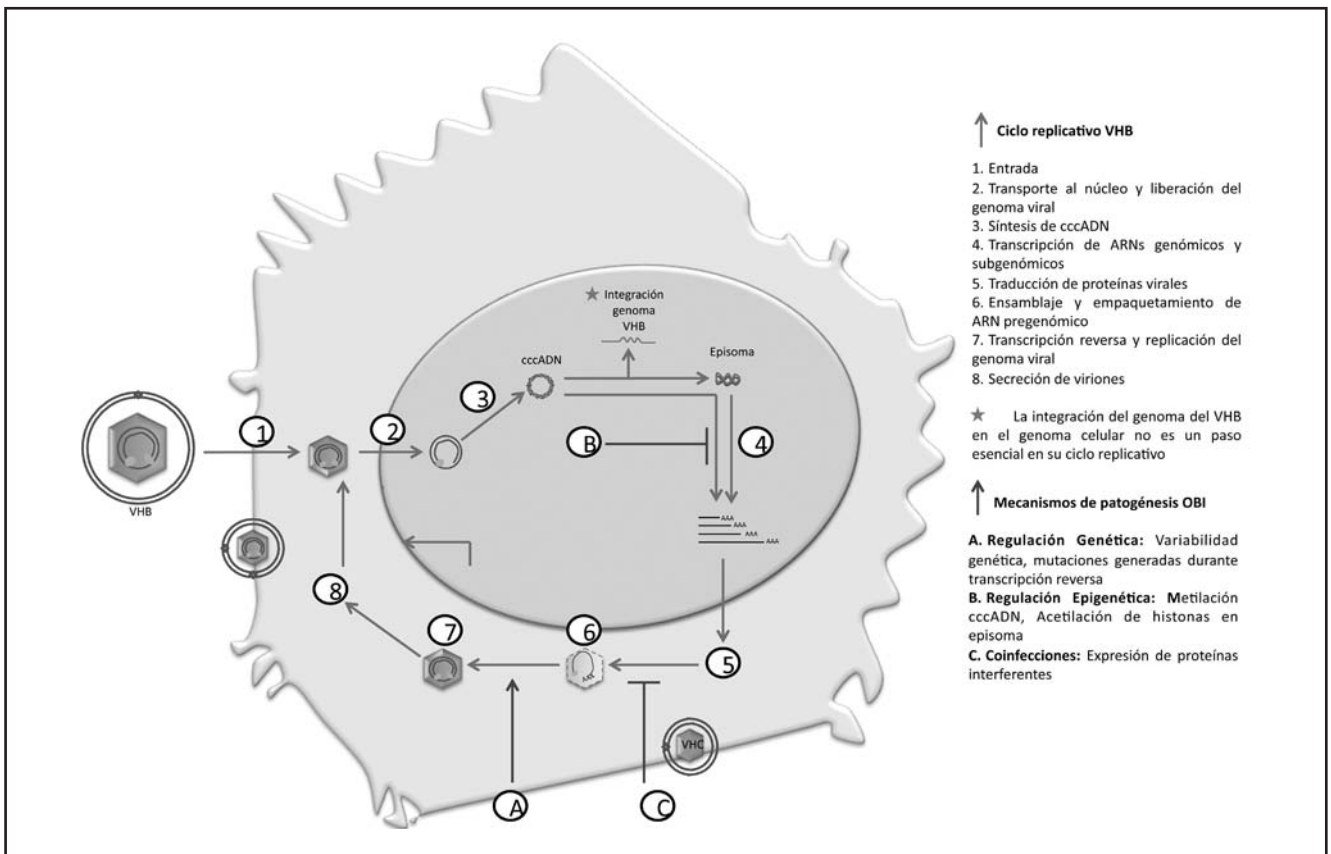 Integración
genoma
VHB
cccADN
Episoma
3
1
2
B
4
VHB
AAA
AAA
AAA
AAA
8
7
6
5
AAA
VHC
A
C
Ciclo replicativo VHB
1. Entrada
2. Transporte al núcleo y liberación del
genoma viral
3. Síntesis de cccADN
4. Transcripción de ARNs genómicos y
subgenómicos
5. Traducción de proteínas virales
6. Ensamblaje y empaquetamiento de
ARN pregenómico
7. Transcripción reversa y replicación del
genoma viral
8. Secreción de viriones
La integración del genoma del VHB
en el genoma celular no es un paso
esencial en su ciclo replicativo
Mecanismos de patogénesis OBI
A. Regulación Genética: Variabilidad
genética, mutaciones generadas durante
transcripción reversa
B. Regulación Epigenética: Metilación
cccADN, Acetilación de histonas en
episoma
C. Coinfecciones: Expresión de proteínas
interferentes